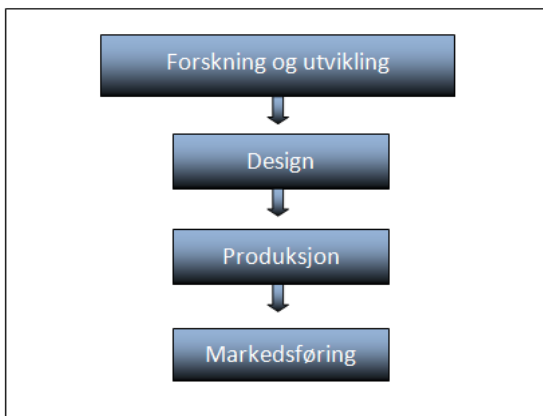 Forskning og utvikling
Design
Produksjon
Markedsføring